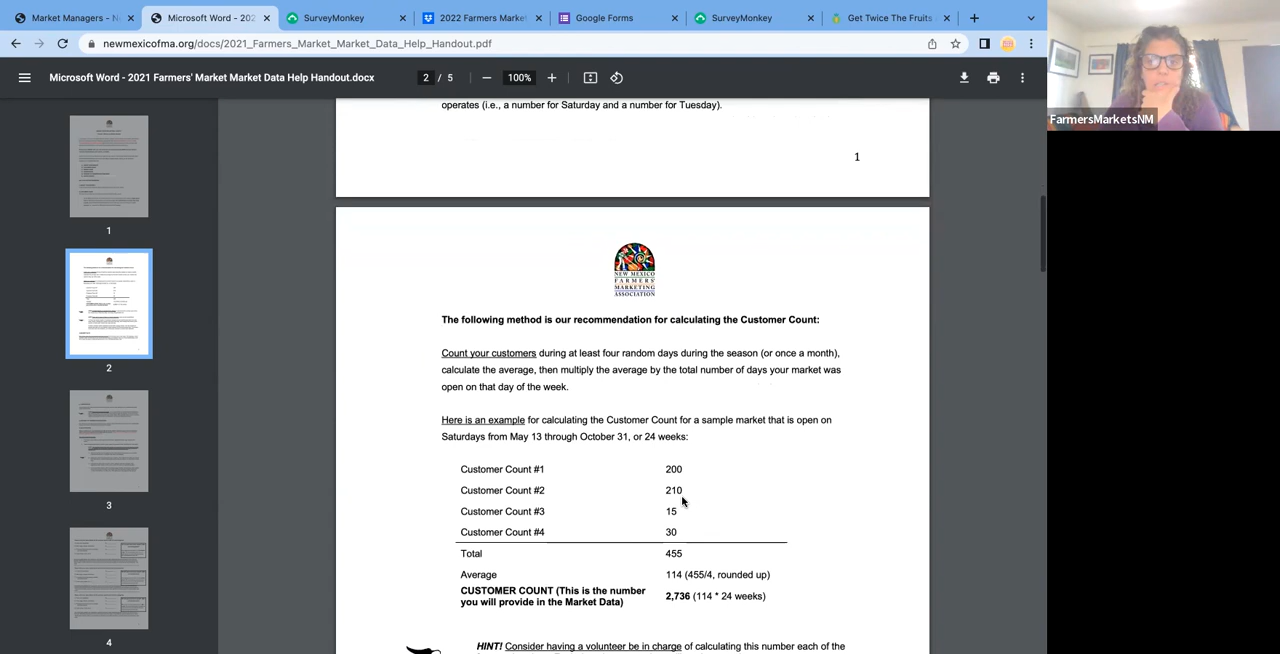 Market Managers - N
Microsoft Word - 202
SurveyMonkey
2022 Farmers Marke
Google Forms
SurveyMonkey
Get Twice The Fruits
newmexicofma.org/docs/2021_Farmers_Market_Market_Data_Help_Handout.pdf
Microsoft Word - 2021 Farmers' Market Market Data Help Handout.docx
2 / 5
100%
FarmersMarketsNM
1
2
3
4
operates (i.e., a number for Saturday and a number for Tuesday).
1
NEW MEXICO
FARMERS'
MARKETING
ASSOCIATION
The following method is our recommendation for calculating the Customer Count:
Count your customers during at least four random days during the season (or once a month),
calculate the average, then multiply the average by the total number of days your market was
open on that day of the week.
Here is an example for calculating the Customer Count for a sample market that is open on
Saturdays from May 13 through October 31, or 24 weeks:
Customer Count #1 200
Customer Count #2 210
Customer Count #3 15
Customer Count #4 30
Total 455
Average 114 (455/4, rounded up)
CUSTOMER COUNT (This is the number
you will provide in the Market Data) 2,736 (114 * 24 weeks)
HINT! Consider having a volunteer be in charge of calculating this number each of the